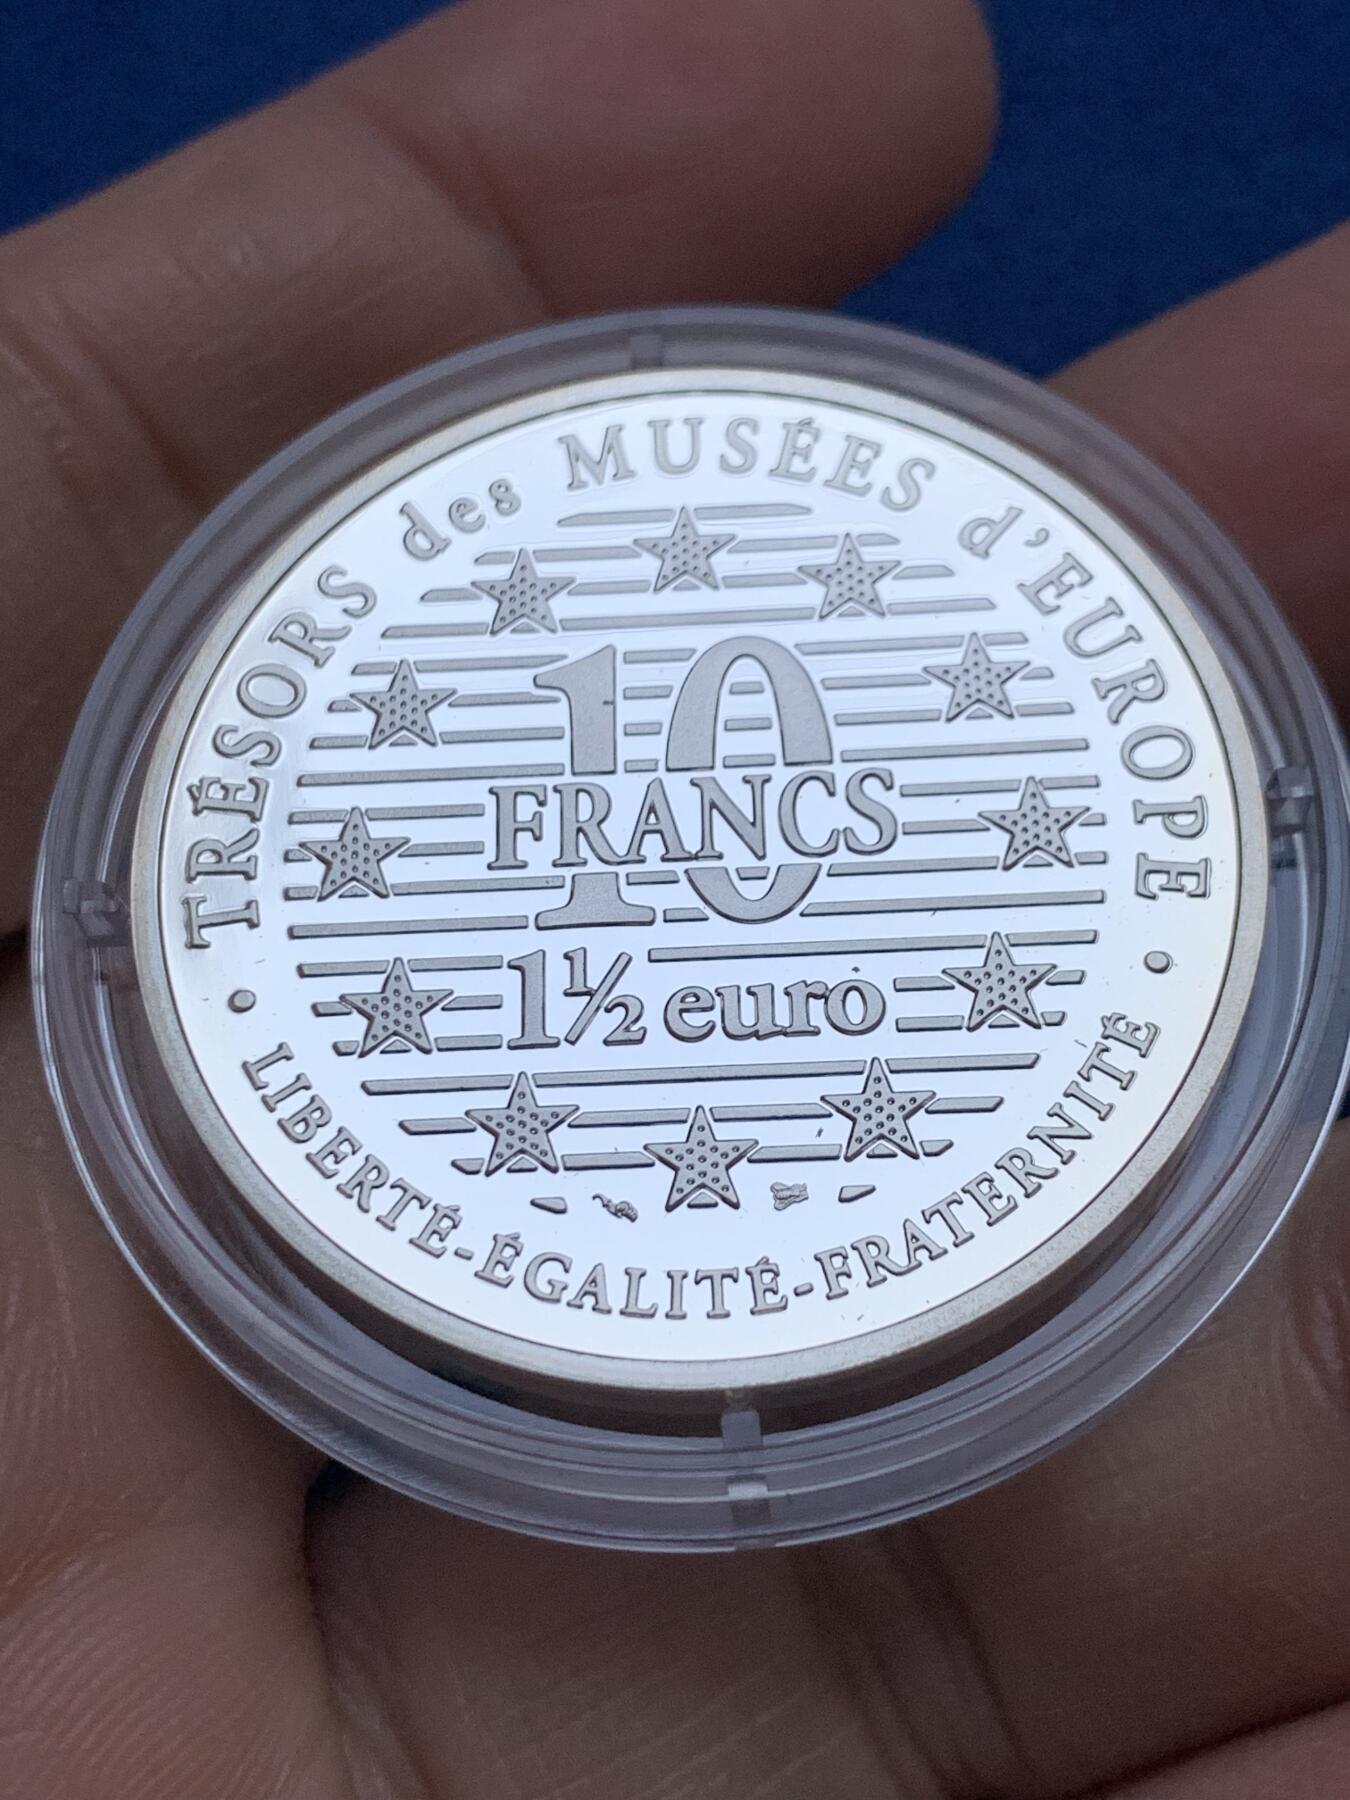 TRÉSORS des MUSÉES d'EUROPE
10
FRANCS
1½ euro
LIBERTÉ-ÉGALITÉ-FRATERNITÉ